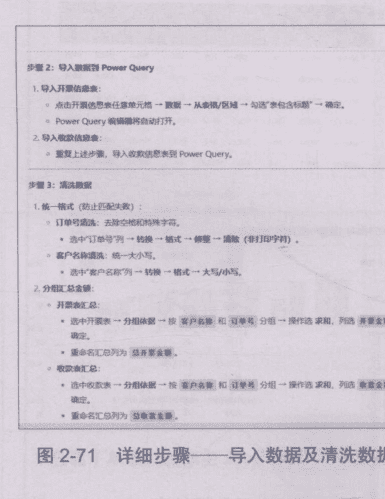 步骤 2：导入数据到 Power Query
1. 导入开票信息表：
点击开票信息表任意单元格 → 数据 → 从表格/区域 → 勾选“表包含标题” → 确定。
Power Query 编辑器将自动打开。
2. 导入收款信息表：
重复上述步骤，导入收款信息表到 Power Query。
步骤 3：清洗数据
1. 统一格式（防止匹配失败）：
订单号清洗：去除空格和特殊字符。
选中“订单号”列 → 转换 → 格式 → 修整 → 清除（非打印字符）。
客户名称清洗：统一大小写。
选中“客户名称”列 → 转换 → 格式 → 大写/小写。
2. 分组汇总金额：
开票表汇总：
选中开票表 → 分组依据 → 按 客户名称 和 订单号 分组 → 操作选 求和，列选 开票金
确定。
重命名汇总列为 总开票金额。
收款表汇总：
选中收款表 → 分组依据 → 按 客户名称 和 订单号 分组 → 操作选 求和，列选 收款金
确定。
重命名汇总列为 总收款金额。
图 2-71 详细步骤——导入数据及清洗数据